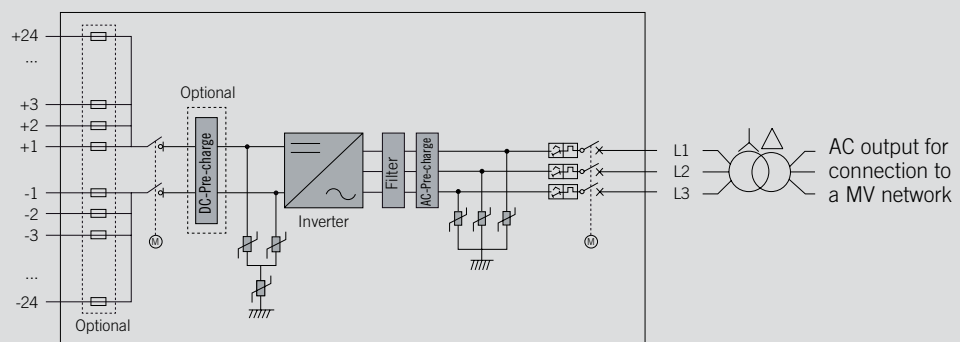 +24
...
+3
+2
+1
-1
-2
-3
...
-24
Optional
Optional
DC-Pre-charge
M
Inverter
Filter
AC-Pre-charge
M
L1
L2
L3
AC output for
connection to
a MV network